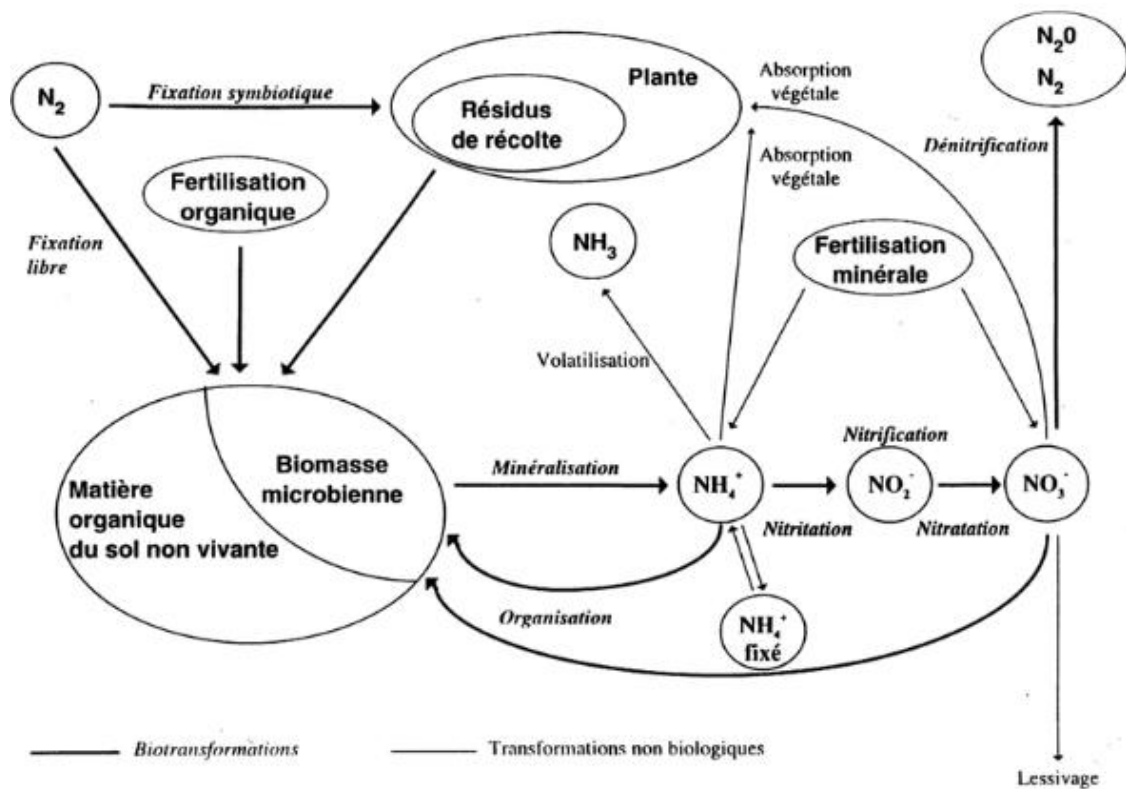 N₂0
N₂
N₂
Fixation symbiotique
Plante
Résidus
de récolte
Absorption
végétale
Absorption
végétale
Dénitrification
Fertilisation
organique
Fixation
libre
NH₃
Fertilisation
minérale
Volatilisation
Matière
organique
du sol non vivante
Biomasse
microbienne
Minéralisation
NH₄⁺
Nitrification
NO₂⁻
NO₃⁻
Nitritation
Nitratation
Organisation
NH₄⁺
fixé
Biotransformations
Transformations non biologiques
Lessivage